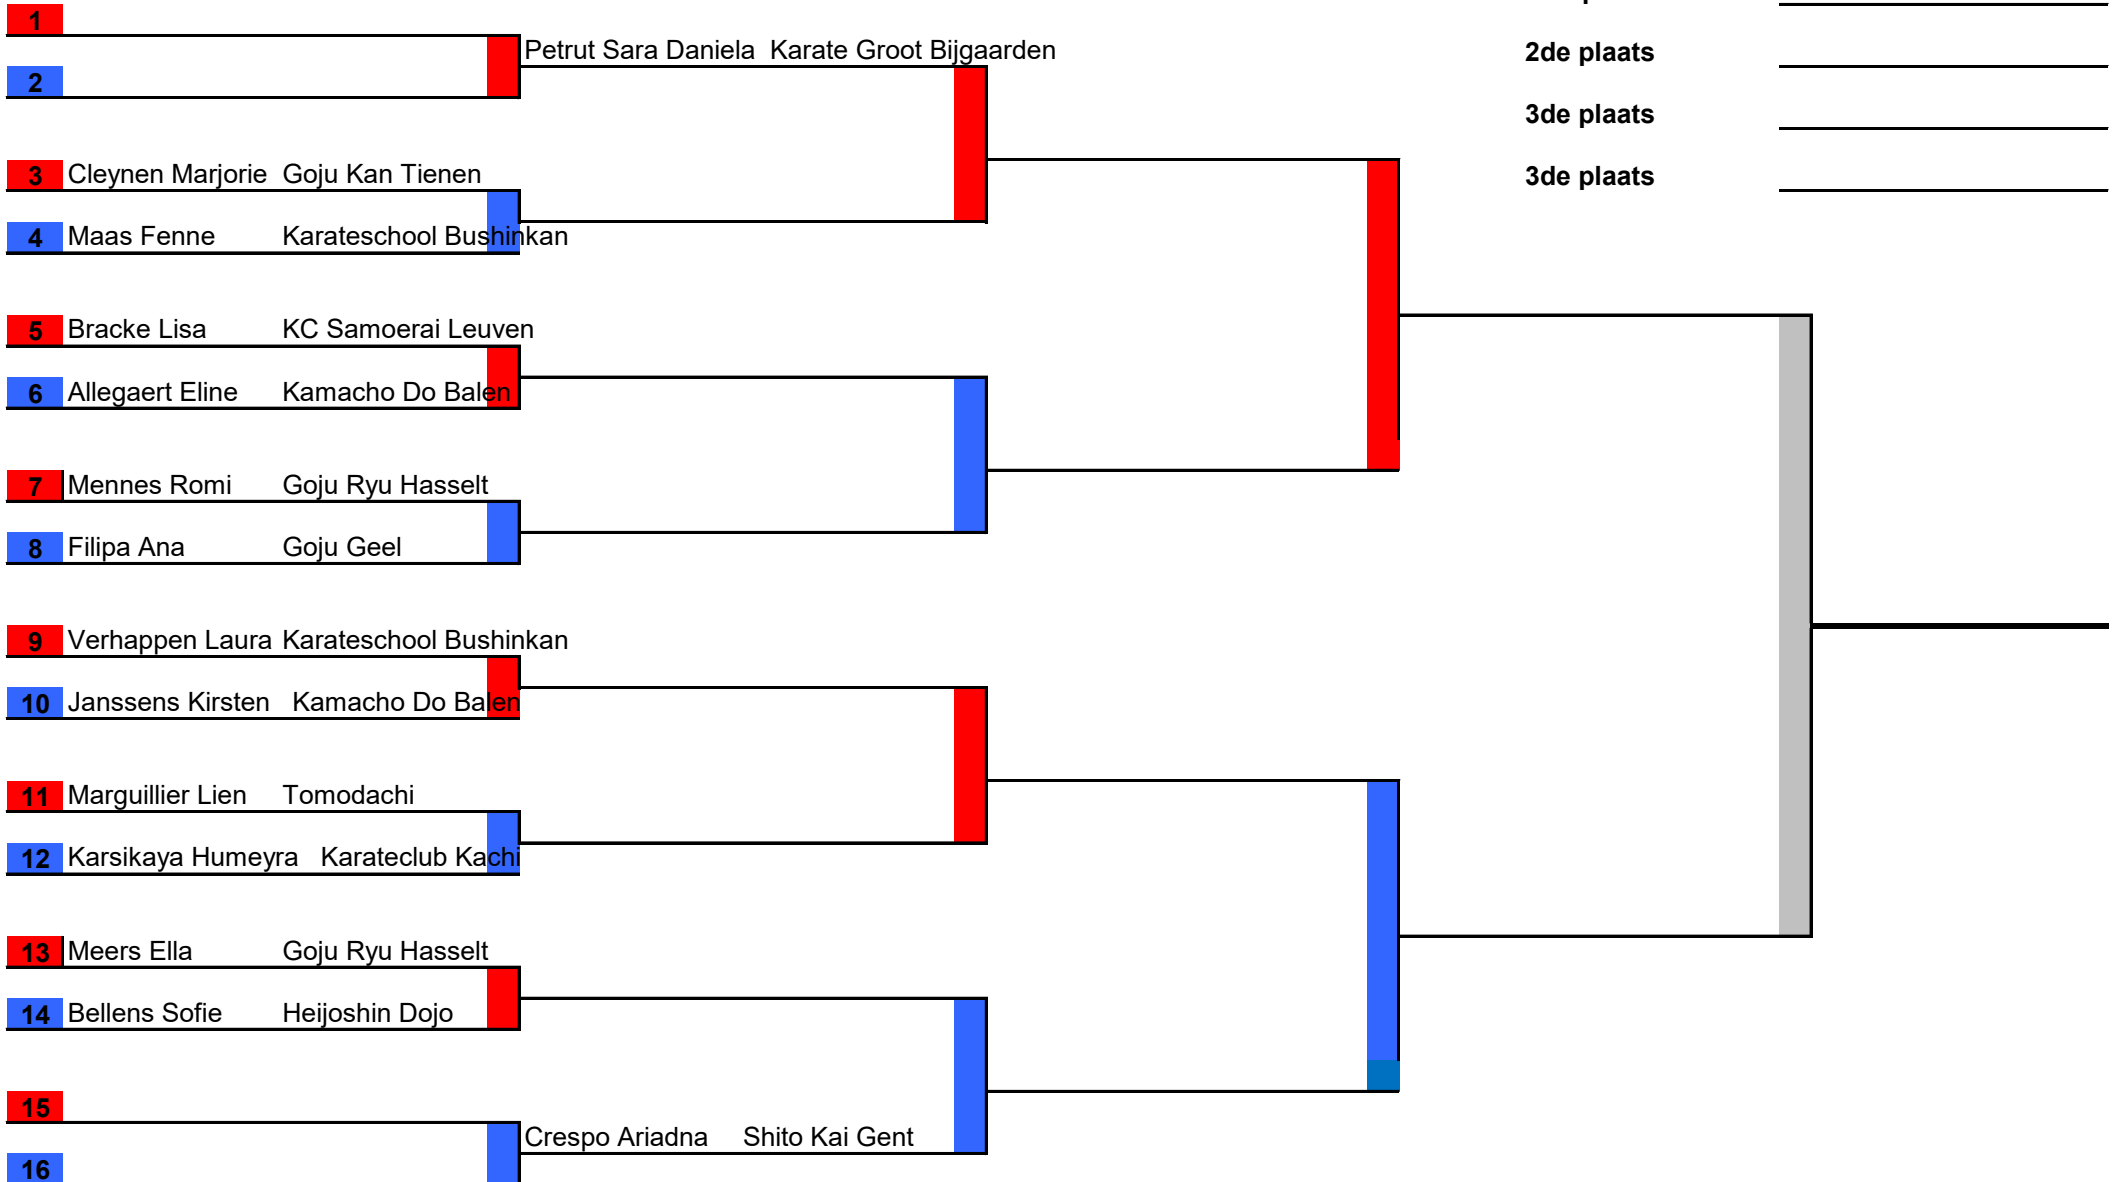 1
Petrut Sara Daniela Karate Groot Bijgaarden
2de plaats
2
3de plaats
3 Cleynen Marjorie Goju Kan Tienen
3de plaats
4 Maas Fenne Karateschool Bushinkan
5 Bracke Lisa KC Samoerai Leuven
6 Allegaert Eline Kamacho Do Balen
7 Mennes Romi Goju Ryu Hasselt
8 Filipa Ana Goju Geel
9 Verhappen Laura Karateschool Bushinkan
10 Janssens Kirsten Kamacho Do Balen
11 Marguillier Lien Tomodachi
12 Karsikaya Humeyra Karateclub Kachi
13 Meers Ella Goju Ryu Hasselt
14 Bellens Sofie Heijoshin Dojo
15
Crespo Ariadna Shito Kai Gent
16